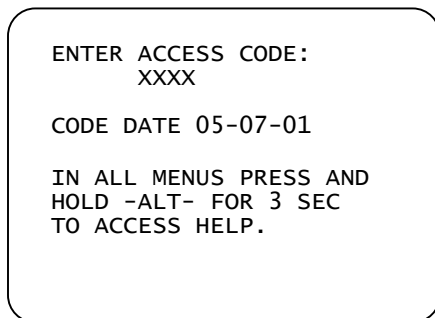 ENTER ACCESS CODE:
XXXX
CODE DATE 05-07-01
IN ALL MENUS PRESS AND
HOLD -ALT- FOR 3 SEC
TO ACCESS HELP.